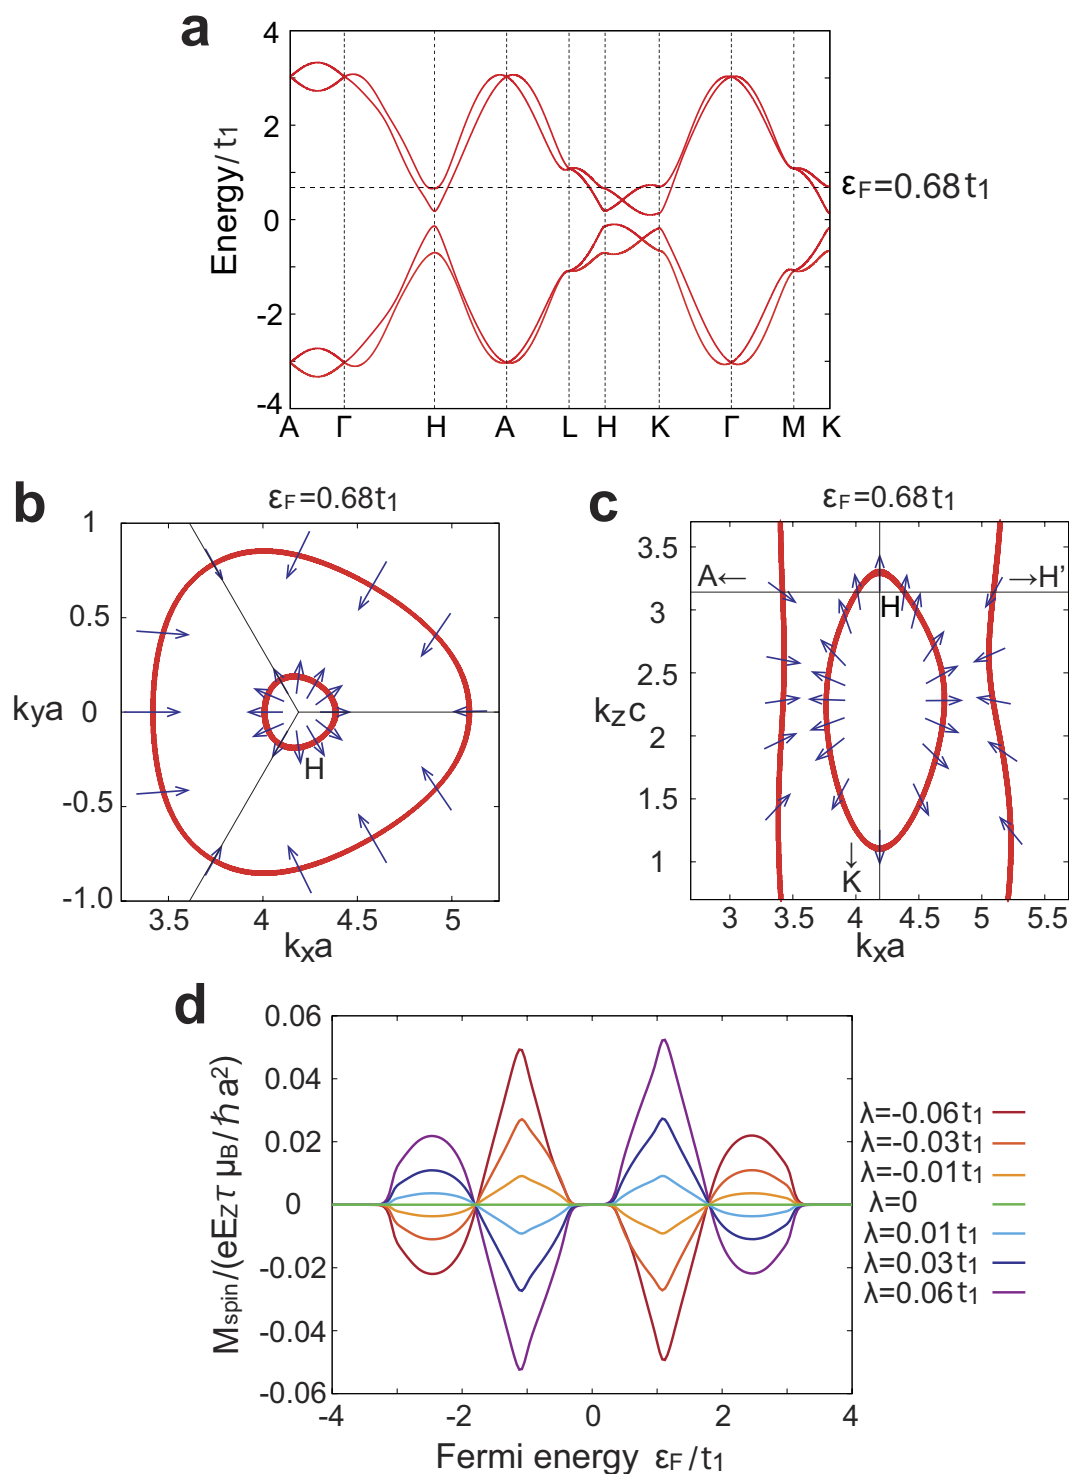 a
4
2
0
-2
-4
Energy/t₁
εF=0.68t₁
A Γ H A L H K Γ M K
b
εF=0.68t₁
1
0.5
0
-0.5
-1.0
kya
H
3.5 4 4.5 5
kxa
c
εF=0.68t₁
3.5
3
2.5
2
1.5
1
kzc
A←
→H'
H
↓
K
3 3.5 4 4.5 5 5.5
kxa
d
0.06
0.04
0.02
0
-0.02
-0.04
-0.06
Mspin/(eEzτ μB/ℏa²)
-4 -2 0 2 4
Fermi energy εF/t₁
λ=-0.06t₁
λ=-0.03t₁
λ=-0.01t₁
λ=0
λ=0.01t₁
λ=0.03t₁
λ=0.06t₁